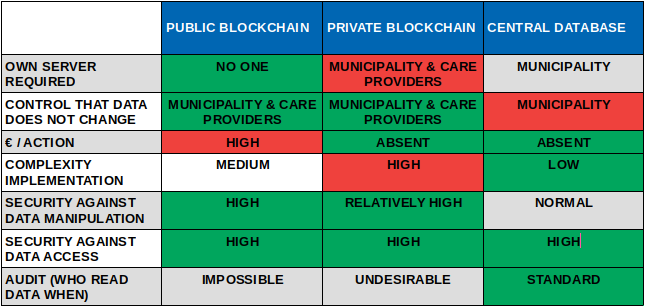 PUBLIC BLOCKCHAIN PRIVATE BLOCKCHAIN CENTRAL DATABASE
OWN SERVER REQUIRED NO ONE MUNICIPALITY & CARE PROVIDERS MUNICIPALITY
CONTROL THAT DATA DOES NOT CHANGE MUNICIPALITY & CARE PROVIDERS MUNICIPALITY & CARE PROVIDERS MUNICIPALITY
€ / ACTION HIGH ABSENT ABSENT
COMPLEXITY IMPLEMENTATION MEDIUM HIGH LOW
SECURITY AGAINST DATA MANIPULATION HIGH RELATIVELY HIGH NORMAL
SECURITY AGAINST DATA ACCESS HIGH HIGH HIGH
AUDIT (WHO READ DATA WHEN) IMPOSSIBLE UNDESIRABLE STANDARD